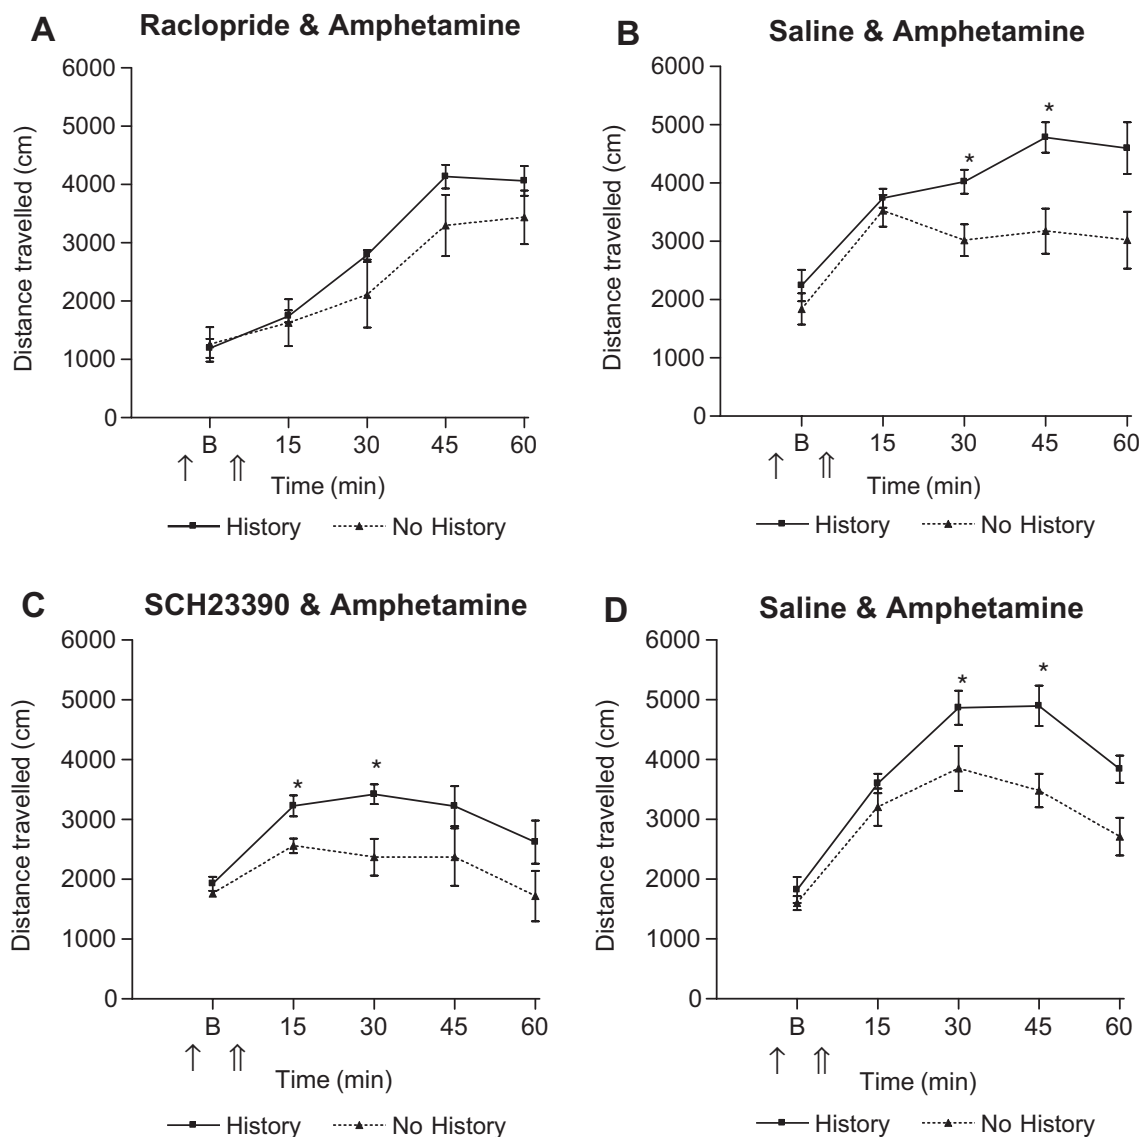 A Raclopride & Amphetamine
6000
5000
4000
3000
2000
1000
0
Distance travelled (cm)
B 15 30 45 60
↑ ⇑ Time (min)
History No History
B Saline & Amphetamine
6000
5000
4000
3000
2000
1000
0
Distance travelled (cm)
*
*
B 15 30 45 60
↑ ⇑ Time (min)
History No History
C SCH23390 & Amphetamine
6000
5000
4000
3000
2000
1000
0
Distance travelled (cm)
* *
B 15 30 45 60
↑ ⇑ Time (min)
History No History
D Saline & Amphetamine
6000
5000
4000
3000
2000
1000
0
Distance travelled (cm)
* *
B 15 30 45 60
↑ ⇑ Time (min)
History No History